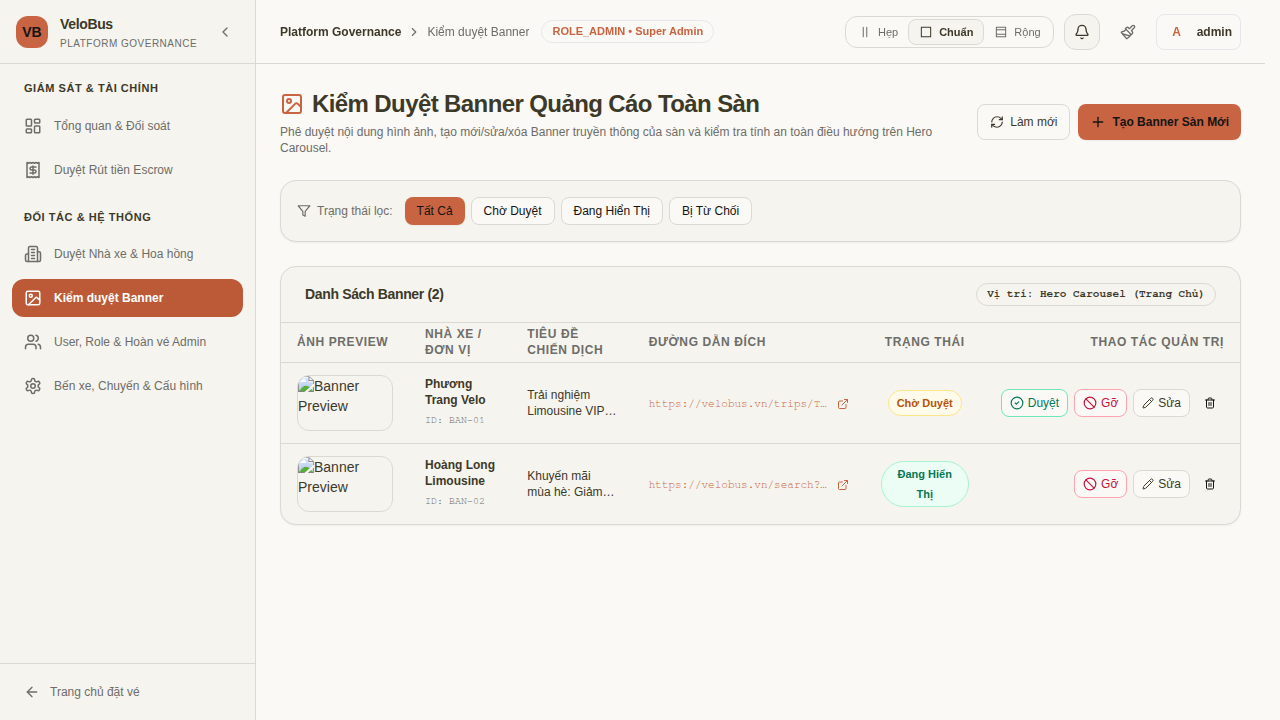 VB
VeloBus
PLATFORM GOVERNANCE
GIÁM SÁT & TÀI CHÍNH
Tổng quan & Đối soát
Duyệt Rút tiền Escrow
ĐỐI TÁC & HỆ THỐNG
Duyệt Nhà xe & Hoa hồng
Kiểm duyệt Banner
User, Role & Hoàn vé Admin
Bến xe, Chuyến & Cấu hình
Trang chủ đặt vé
Platform Governance
Kiểm duyệt Banner
ROLE_ADMIN • Super Admin
Hẹp
Chuẩn
Rộng
A
admin
Kiểm Duyệt Banner Quảng Cáo Toàn Sàn
Phê duyệt nội dung hình ảnh, tạo mới/sửa/xóa Banner truyền thông của sàn và kiểm tra tính an toàn điều hướng trên Hero
Carousel.
Làm mới
Tạo Banner Sàn Mới
Trạng thái lọc:
Tất Cả
Chờ Duyệt
Đang Hiển Thị
Bị Từ Chối
Danh Sách Banner (2)
Vị trí: Hero Carousel (Trang Chủ)
ẢNH PREVIEW
NHÀ XE /
ĐƠN VỊ
TIÊU ĐỀ
CHIẾN DỊCH
ĐƯỜNG DẪN ĐÍCH
TRẠNG THÁI
THAO TÁC QUẢN TRỊ
Banner
Preview
Phương
Trang Velo
ID: BAN-01
Trải nghiệm
Limousine VIP…
https://velobus.vn/trips/T…
Chờ Duyệt
Duyệt
Gỡ
Sửa
Banner
Preview
Hoàng Long
Limousine
ID: BAN-02
Khuyến mãi
mùa hè: Giảm…
https://velobus.vn/search?…
Đang Hiển
Thị
Gỡ
Sửa